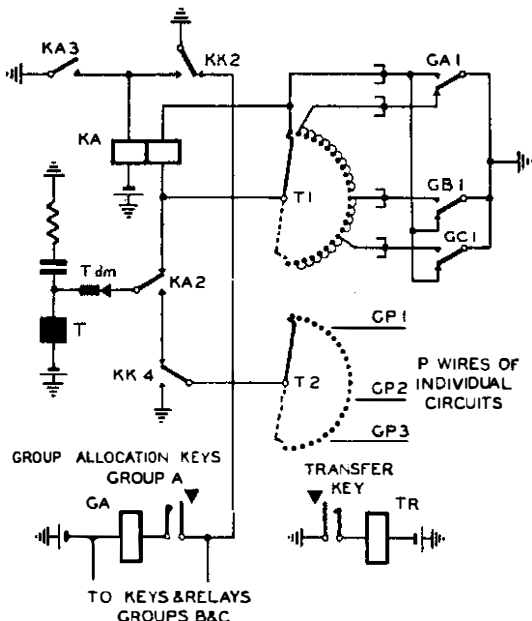 KA3
KK2
GA1
KA
T1
GB1
GC1
Tdm
KA2
T
KK4
T2
GP1
GP2
GP3
P WIRES OF
INDIVIDUAL
CIRCUITS
GROUP ALLOCATION KEYS
GROUP A
GA
TRANSFER
KEY
TR
TO KEYS & RELAYS
GROUPS B&C